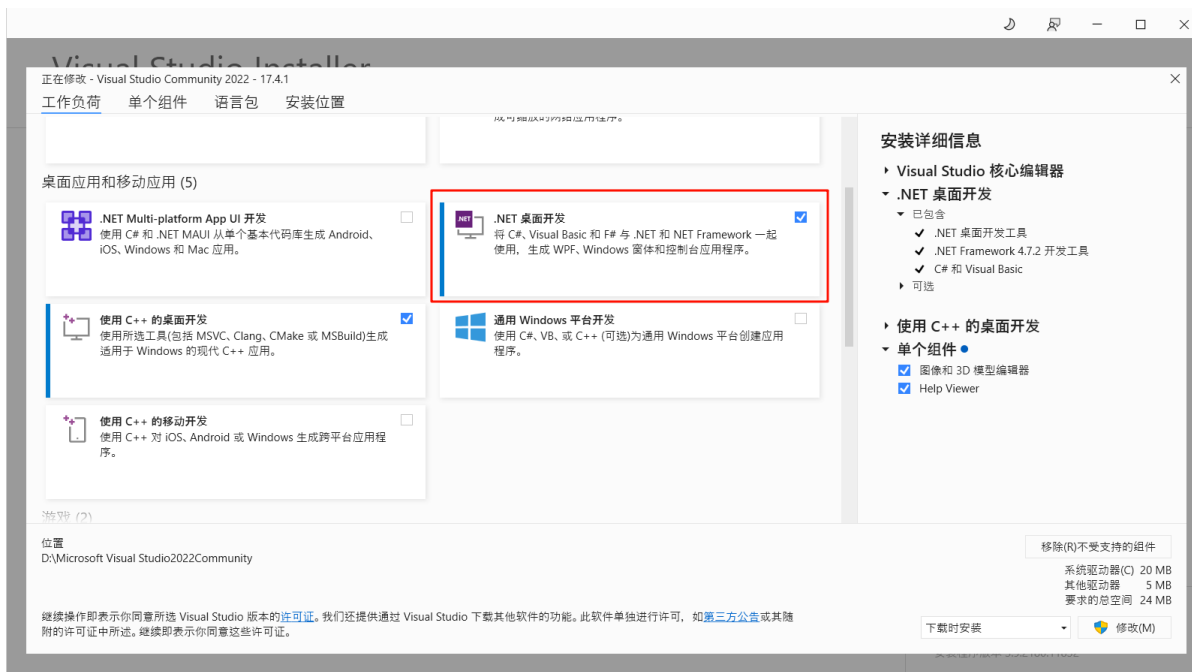 Visual Studio Installer
正在修改 - Visual Studio Community 2022 - 17.4.1
工作负荷 单个组件 语言包 安装位置
成可缩放的网络应用程序。
桌面应用和移动应用 (5)
.NET Multi-platform App UI 开发
使用 C# 和 .NET MAUI 从单个基本代码库生成 Android、
iOS、Windows 和 Mac 应用。
.NET
.NET 桌面开发
将 C#、Visual Basic 和 F# 与 .NET 和 .NET Framework 一起
使用，生成 WPF、Windows 窗体和控制台应用程序。
使用 C++ 的桌面开发
使用所选工具(包括 MSVC、Clang、CMake 或 MSBuild)生成
适用于 Windows 的现代 C++ 应用。
通用 Windows 平台开发
使用 C#、VB、或 C++ (可选)为通用 Windows 平台创建应用
程序。
使用 C++ 的移动开发
使用 C++ 对 iOS、Android 或 Windows 生成跨平台应用程
序。
游戏 (2)
安装详细信息
Visual Studio 核心编辑器
.NET 桌面开发
已包含
.NET 桌面开发工具
.NET Framework 4.7.2 开发工具
C# 和 Visual Basic
可选
使用 C++ 的桌面开发
单个组件
图像和 3D 模型编辑器
Help Viewer
位置
D:\Microsoft Visual Studio2022Community
移除(R)不受支持的组件
系统驱动器(C) 20 MB
其他驱动器 5 MB
要求的总空间 24 MB
继续操作即表示你同意所选 Visual Studio 版本的许可证。我们还提供通过 Visual Studio 下载其他软件的功能。此软件单独进行许可，如第三方公告或其随
附的许可证中所述。继续即表示你同意这些许可证。
下载时安装
修改(M)